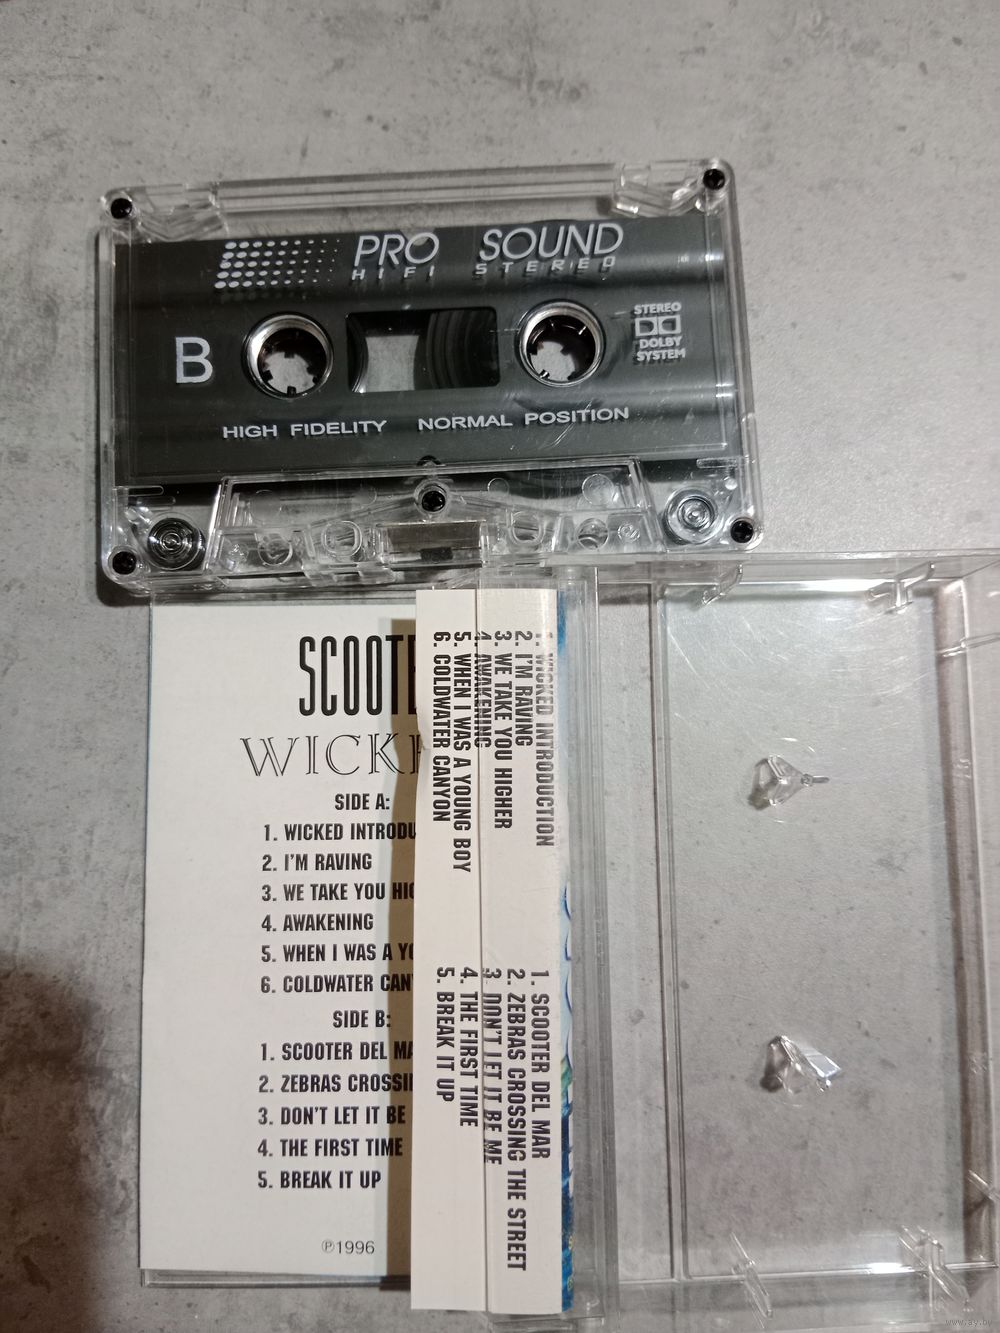 PRO SOUND
HIFI STEREO
B
STEREO
DOLBY
SYSTEM
HIGH FIDELITY NORMAL POSITION
SCOOTE
WICKE
SIDE A:
1. WICKED INTRODU
2. I'M RAVING
3. WE TAKE YOU HIG
4. AWAKENING
5. WHEN I WAS A YO
6. COLDWATER CAN
SIDE B:
1. SCOOTER DEL MA
2. ZEBRAS CROSSIN
3. DON'T LET IT BE
4. THE FIRST TIME
5. BREAK IT UP
℗1996
1. WICKED INTRODUCTION
2. I'M RAVING
3. WE TAKE YOU HIGHER
4. AWAKENING
5. WHEN I WAS A YOUNG BOY
6. COLDWATER CANYON
1. SCOOTER DEL MAR
2. ZEBRAS CROSSING THE STREET
3. DON'T LET IT BE ME
4. THE FIRST TIME
5. BREAK IT UP
www.ay.by